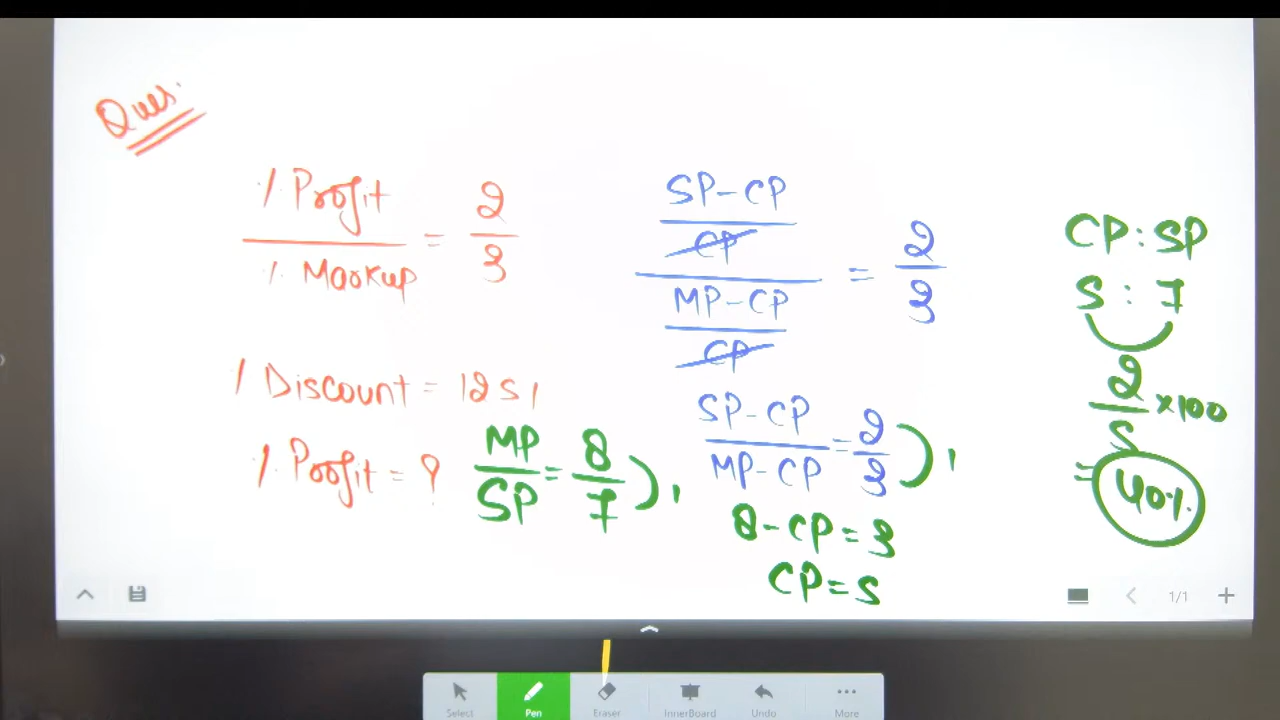 Ques:
% Profit / % Markup = 2/3
% Discount = 12.5%
% Profit = ?
MP/SP = 8/7 ),
SP-CP / CP
MP-CP / CP
= 2/3
SP-CP / MP-CP = 2/3 ),
8-CP=3
CP=5
CP:SP
5:7
2/5 ×100
= 40%
1/1
Select
Pen
Eraser
InnerBoard
Undo
More